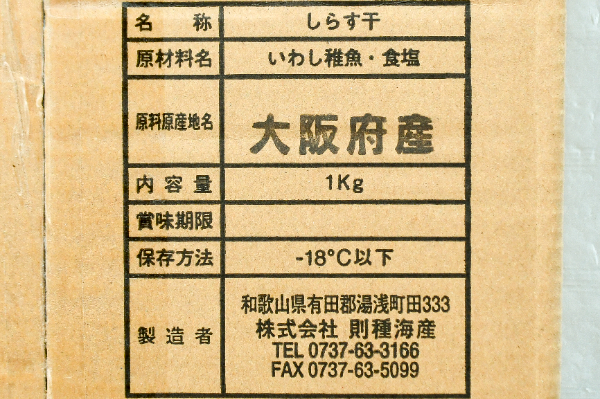 名称 しらす干
原材料名 いわし稚魚・食塩
原料原産地名 大阪府産
内容量 1Kg
賞味期限
保存方法 -18°C以下
製造者 和歌山県有田郡湯浅町田333
株式会社 則種海産
TEL 0737-63-3166
FAX 0737-63-5099